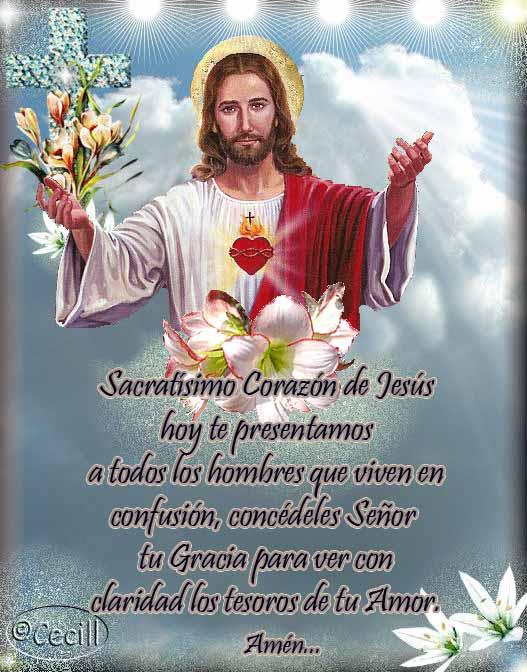 Sacratísimo Corazón de Jesús
hoy te presentamos
a todos los hombres que viven en
confusión, concédeles Señor
tu Gracia para ver con
claridad los tesoros de tu Amor.
Amén...
©Cecill